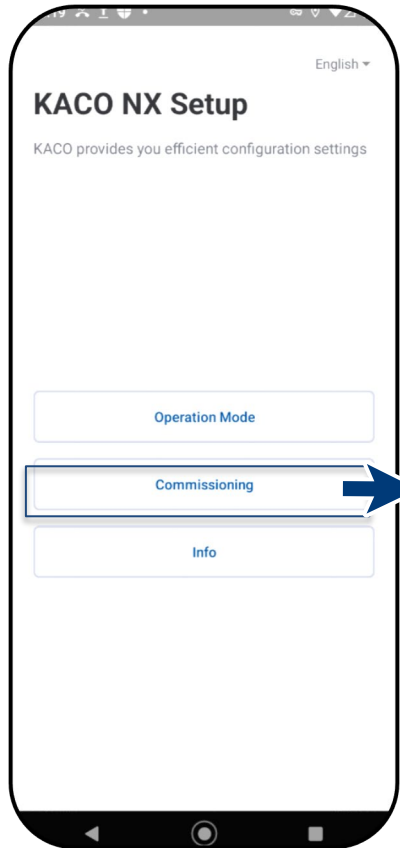 English
KACO NX Setup
KACO provides you efficient configuration settings
Operation Mode
Commissioning
Info